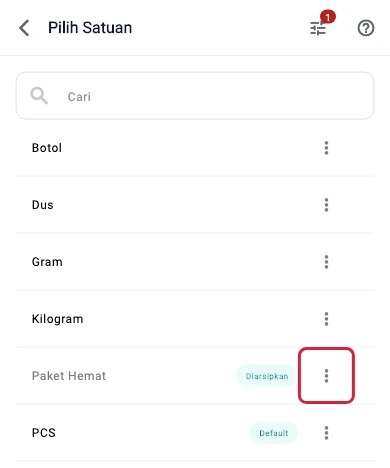 Pilih Satuan
1
Cari
Botol
Dus
Gram
Kilogram
Paket Hemat Diarsipkan
PCS Default